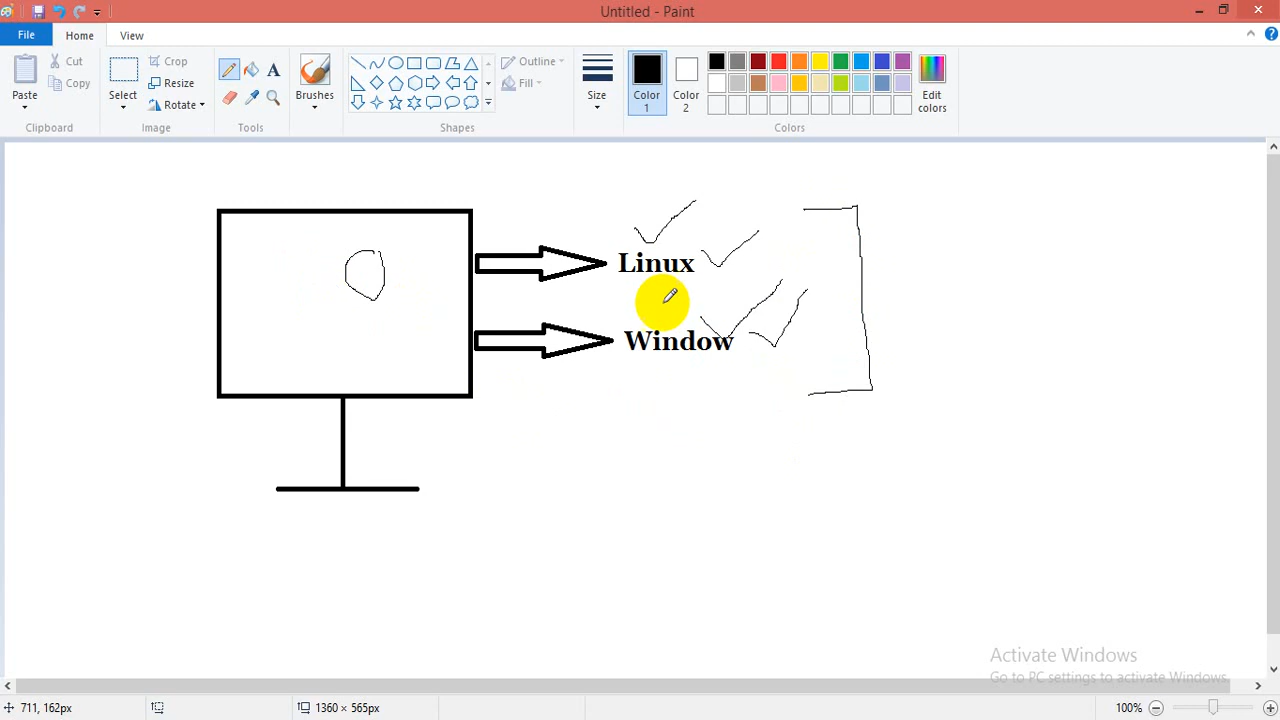 Untitled - Paint
File Home View
Cut
Copy
Paste
Clipboard
Crop
Resize
Rotate
Select
Image
A
Tools
Brushes
Outline
Fill
Shapes
Size
Color 1
Color 2
Edit colors
Colors
Linux
Window
Activate Windows
Go to PC settings to activate Windows.
711, 162px
1360 × 565px
100%